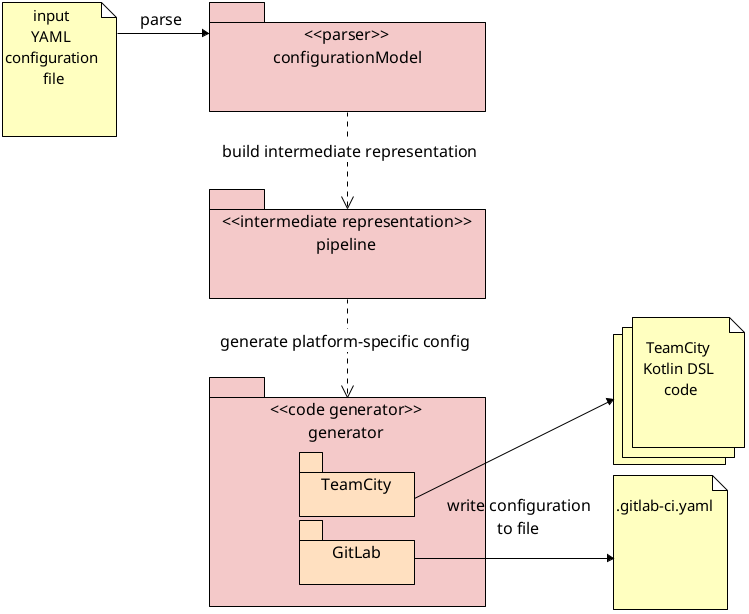 input
YAML
configuration
file
parse
<<parser>>
configurationModel
build intermediate representation
<<intermediate representation>>
pipeline
generate platform-specific config
<<code generator>>
generator
TeamCity
GitLab
write configuration
to file
TeamCity
Kotlin DSL
code
.gitlab-ci.yaml